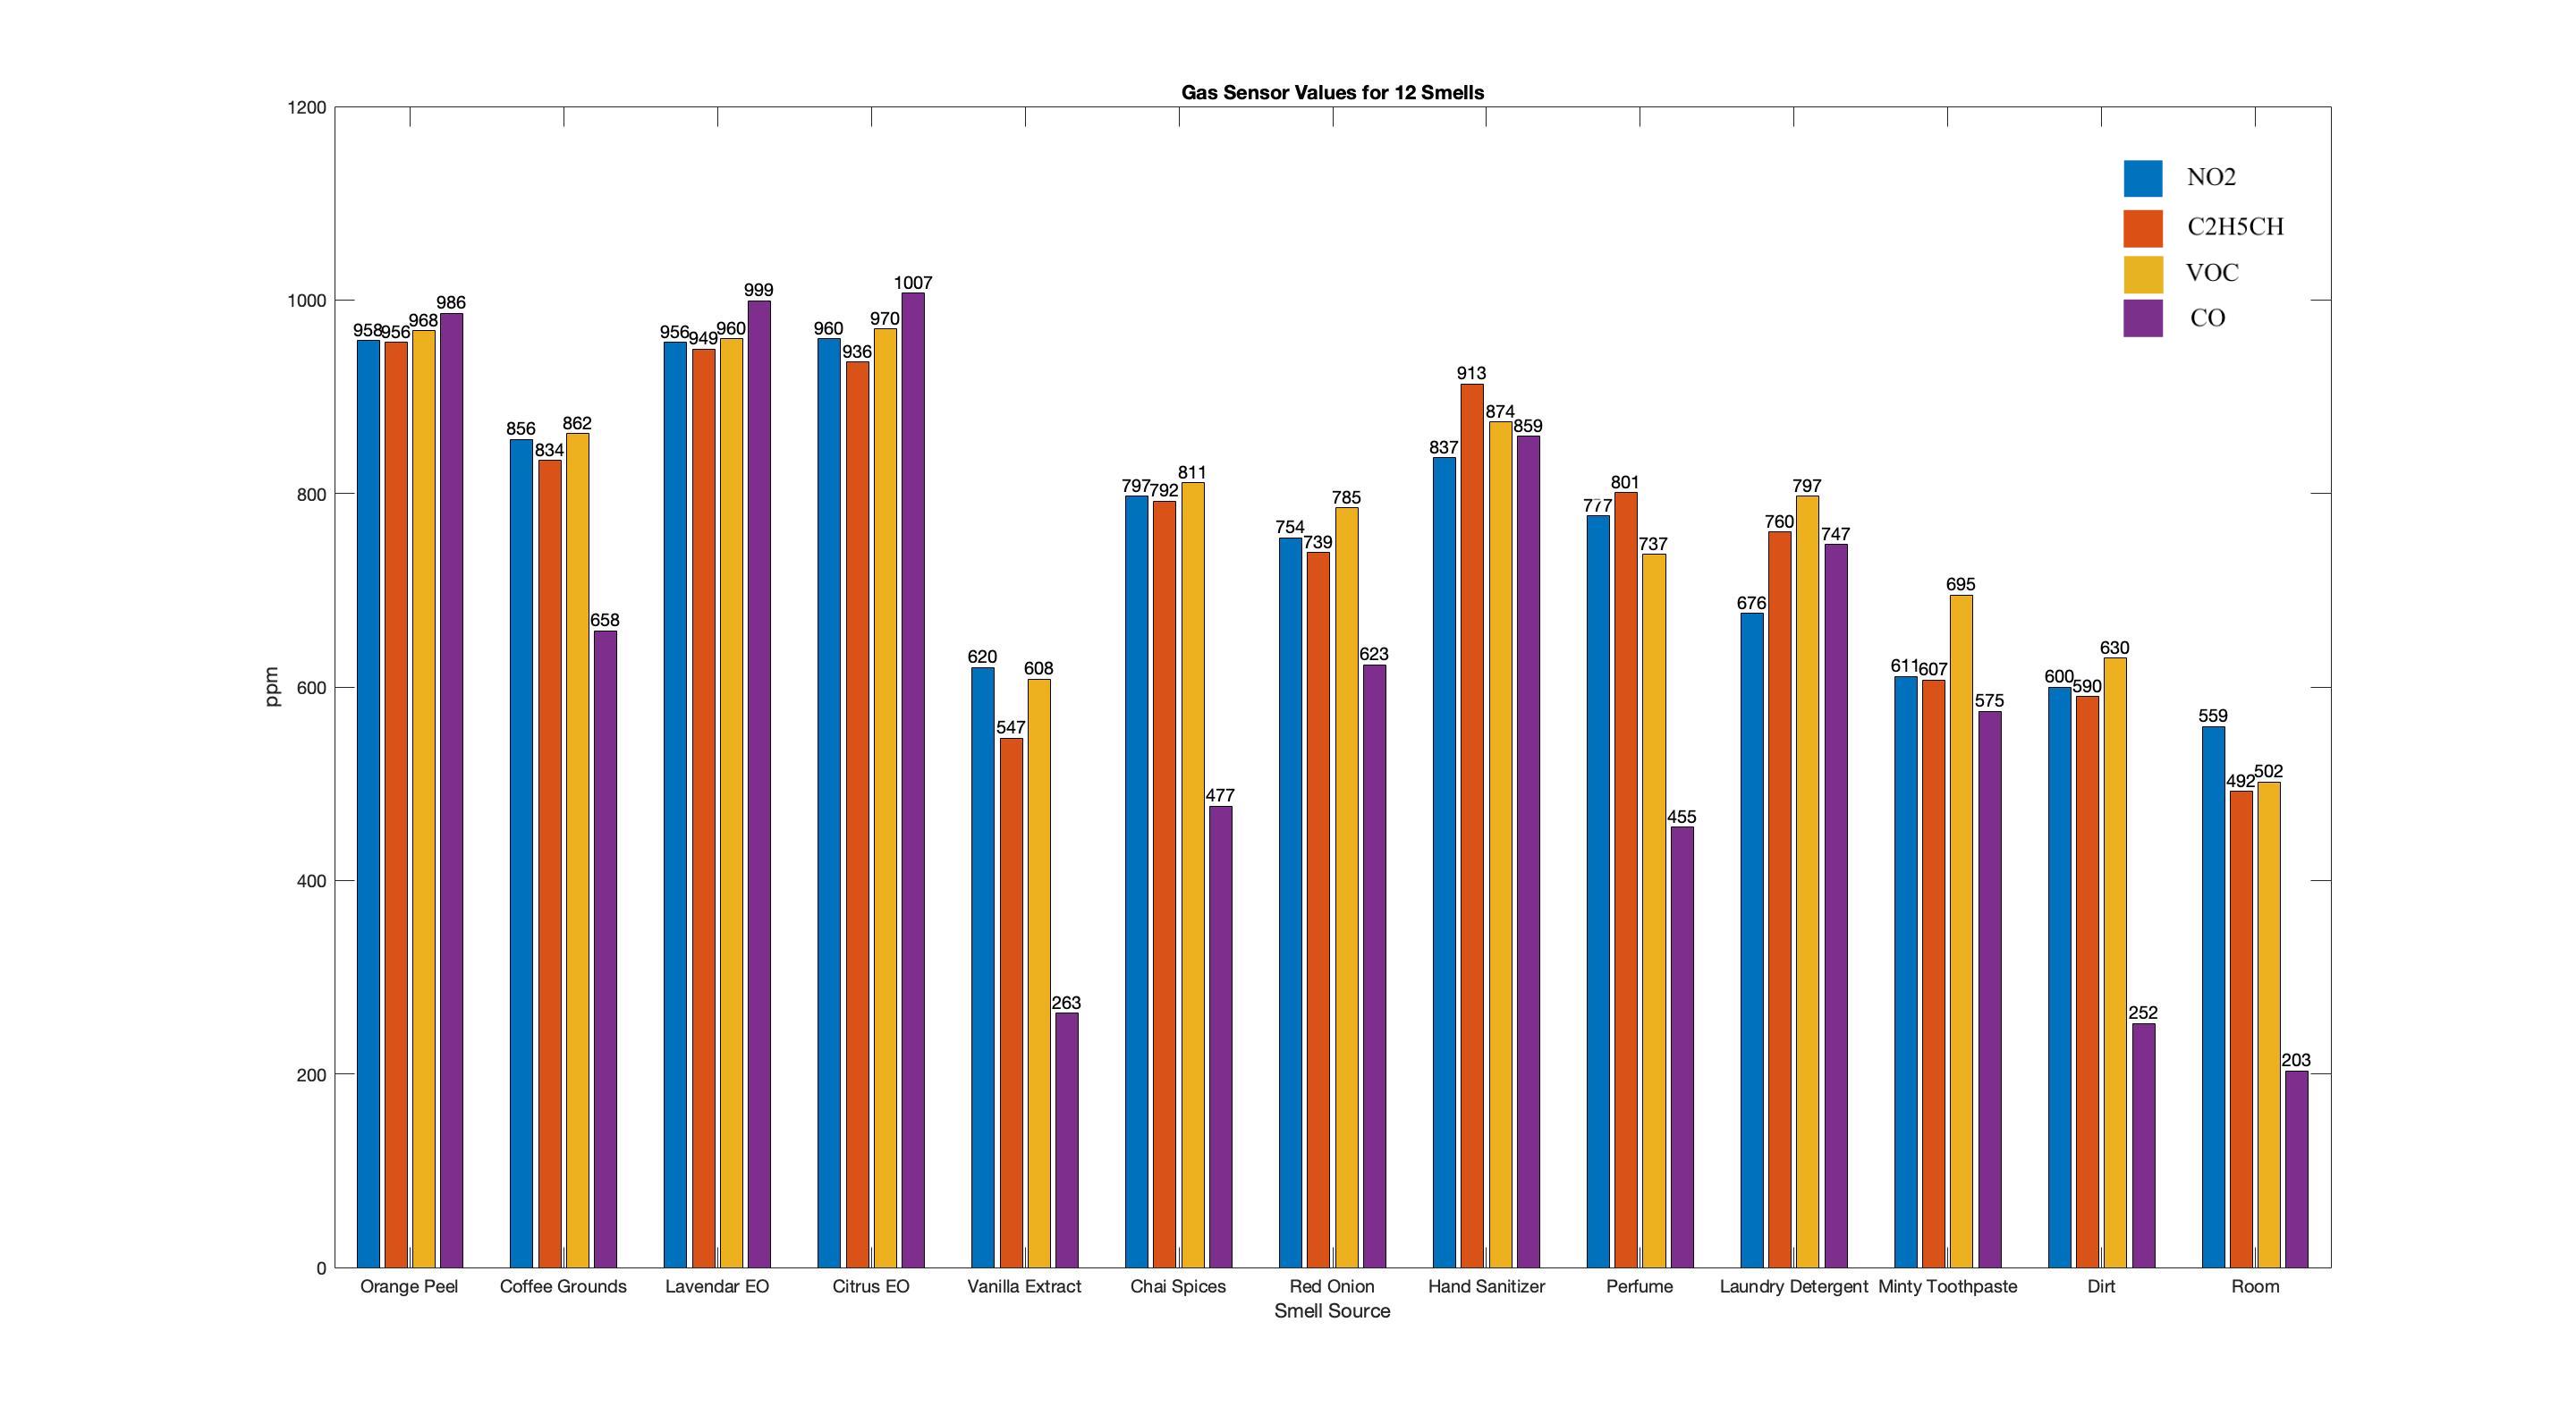 Gas Sensor Values for 12 Smells
1200
1000
800
600
400
200
0
ppm
NO2
C2H5CH
VOC
CO
958 956 968 986
856 834 862 658
956 949 960 999
960 936 970 1007
620 547 608 263
797 792 811 477
754 739 785 623
837 913 874 859
777 801 737 455
676 760 797 747
611 607 695 575
600 590 630 252
559 492 502 203
Orange Peel Coffee Grounds Lavendar EO Citrus EO Vanilla Extract Chai Spices Red Onion Hand Sanitizer Perfume Laundry Detergent Minty Toothpaste Dirt Room
Smell Source